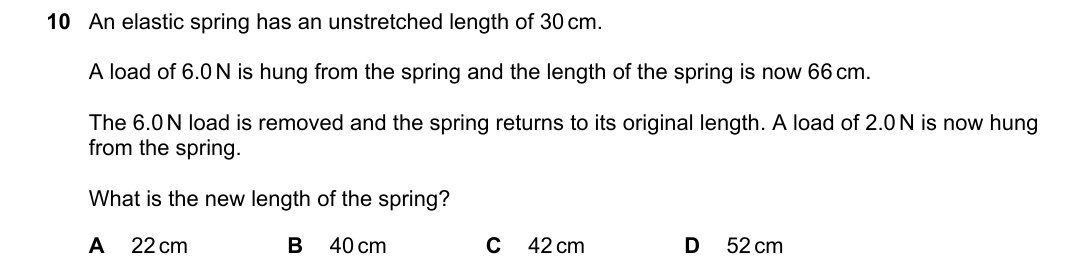 10 An elastic spring has an unstretched length of 30 cm.
A load of 6.0 N is hung from the spring and the length of the spring is now 66 cm.
The 6.0 N load is removed and the spring returns to its original length. A load of 2.0 N is now hung
from the spring.
What is the new length of the spring?
A 22 cm B 40 cm C 42 cm D 52 cm